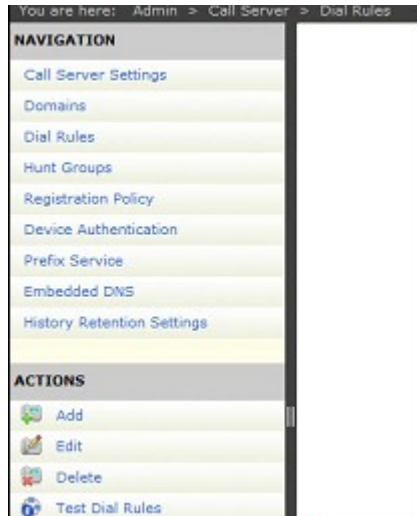 You are here: Admin > Call Server > Dial Rules
NAVIGATION
Call Server Settings
Domains
Dial Rules
Hunt Groups
Registration Policy
Device Authentication
Prefix Service
Embedded DNS
History Retention Settings
ACTIONS
Add
Edit
Delete
Test Dial Rules